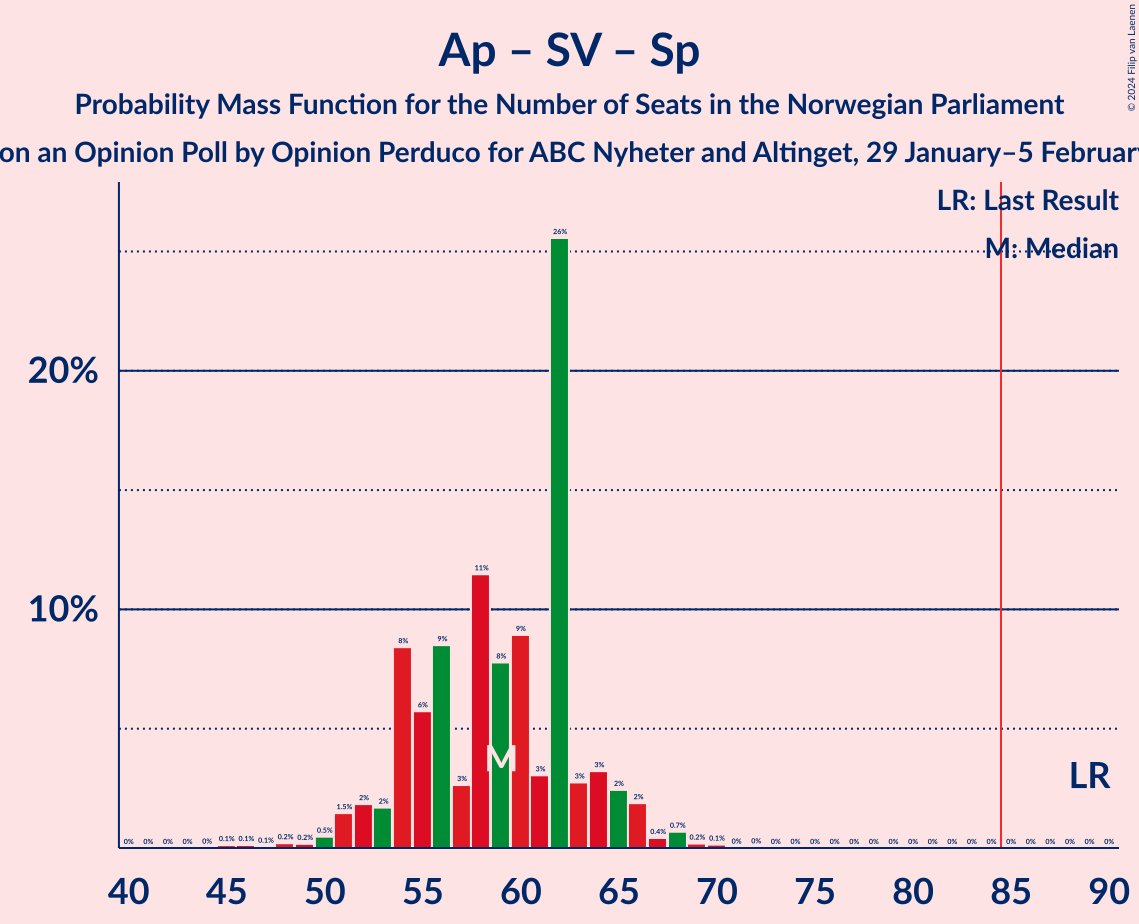 Ap – SV – Sp
Probability Mass Function for the Number of Seats in the Norwegian Parliament
on an Opinion Poll by Opinion Perduco for ABC Nyheter and Altinget, 29 January–5 February
© 2024 Filip van Laenen
LR: Last Result
M: Median
20%
10%
26%
11%
8% 6% 9% 3% 8% 9% 3% 3% 3% 2% 2%
0% 0% 0% 0% 0% 0.1% 0.1% 0.1% 0.2% 0.2% 0.5% 1.5% 2% 2% 0.4% 0.7% 0.2% 0.1% 0% 0% 0% 0% 0% 0% 0% 0% 0% 0% 0% 0% 0% 0% 0% 0% 0% 0% 0% 0%
M
LR
40 45 50 55 60 65 70 75 80 85 90